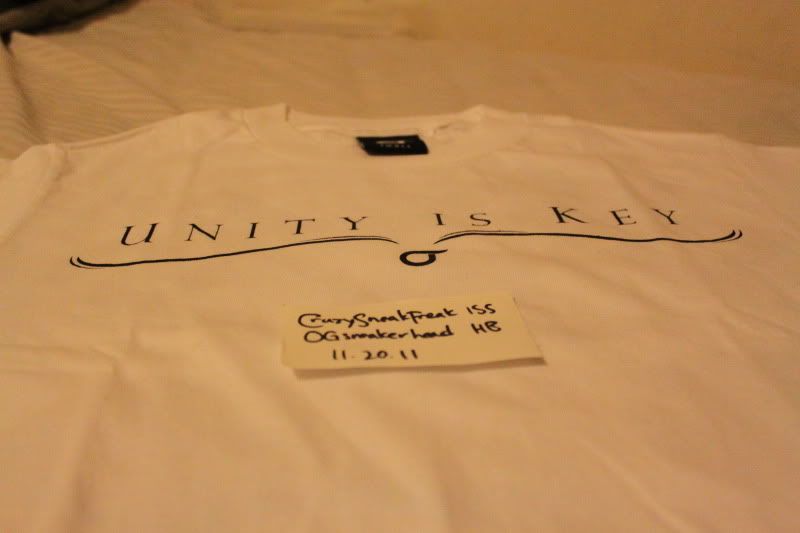 UNITY IS KEY
CrazySneakFreak ISS
OGsneakerhead HB
11.20.11